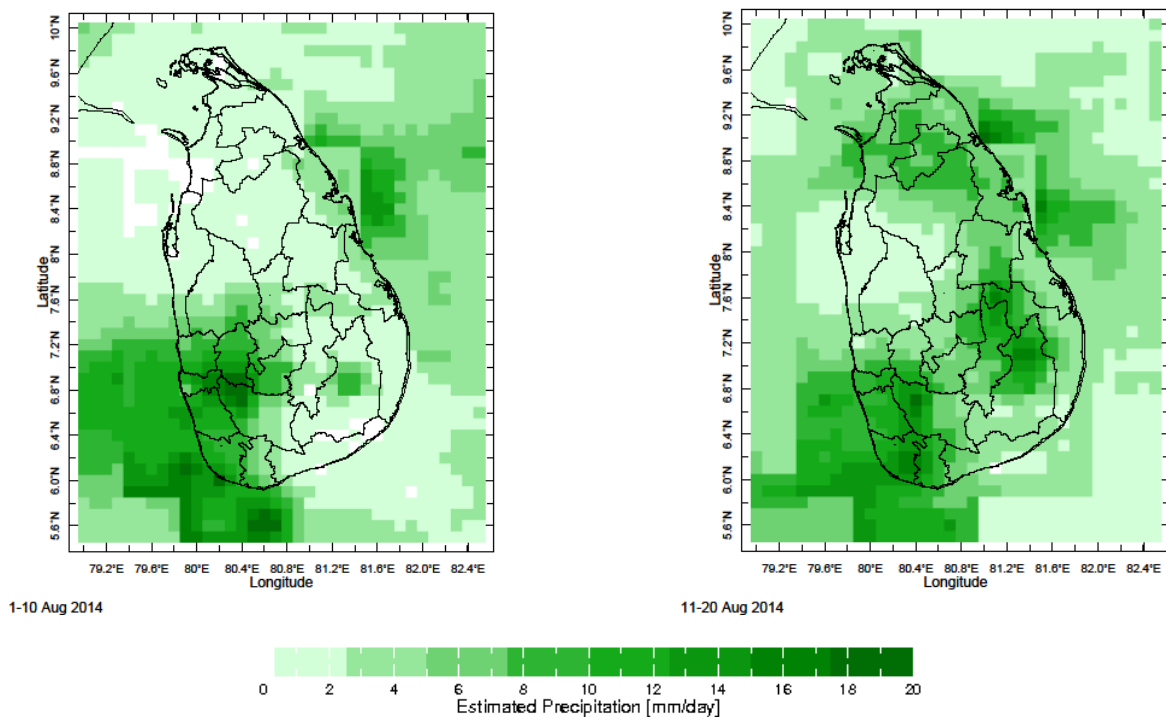 10°N
9.6°N
9.2°N
8.8°N
8.4°N
8°N
7.6°N
7.2°N
6.8°N
6.4°N
6.0°N
5.6°N
Latitude
79.2°E 79.6°E 80°E 80.4°E 80.8°E 81.2°E 81.6°E 82.0°E 82.4°E
Longitude
1-10 Aug 2014
10°N
9.6°N
9.2°N
8.8°N
8.4°N
8°N
7.6°N
7.2°N
6.8°N
6.4°N
6.0°N
5.6°N
Latitude
79.2°E 79.6°E 80°E 80.4°E 80.8°E 81.2°E 81.6°E 82.0°E 82.4°E
Longitude
11-20 Aug 2014
0 2 4 6 8 10 12 14 16 18 20
Estimated Precipitation [mm/day]